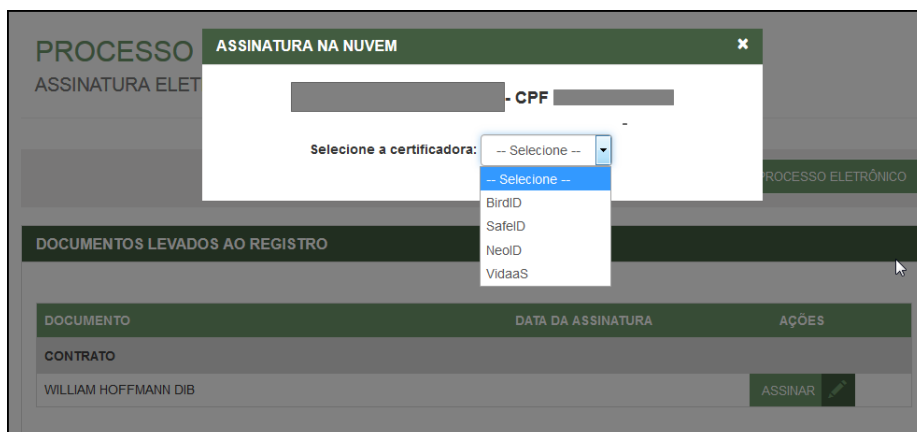 PROCESSO
ASSINATURA ELET
ASSINATURA NA NUVEM
- CPF
-
Selecione a certificadora:
-- Selecione --
-- Selecione --
BirdID
SafeID
NeoID
VidaaS
PROCESSO ELETRÔNICO
DOCUMENTOS LEVADOS AO REGISTRO
DOCUMENTO DATA DA ASSINATURA AÇÕES
CONTRATO
WILLIAM HOFFMANN DIB ASSINAR